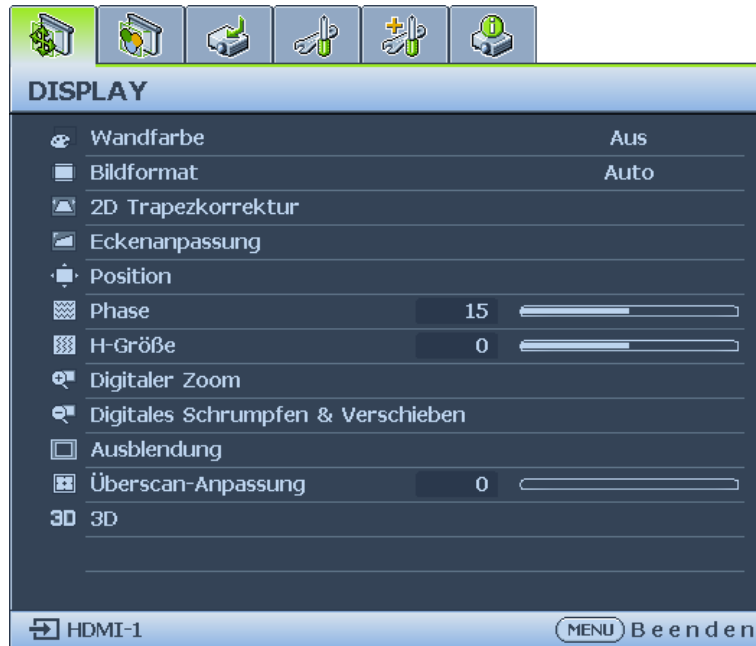 DISPLAY
Wandfarbe Aus
Bildformat Auto
2D Trapezkorrektur
Eckenanpassung
Position
Phase 15
H-Größe 0
Digitaler Zoom
Digitales Schrumpfen & Verschieben
Ausblendung
Überscan-Anpassung 0
3D 3D
HDMI-1 MENU Beenden